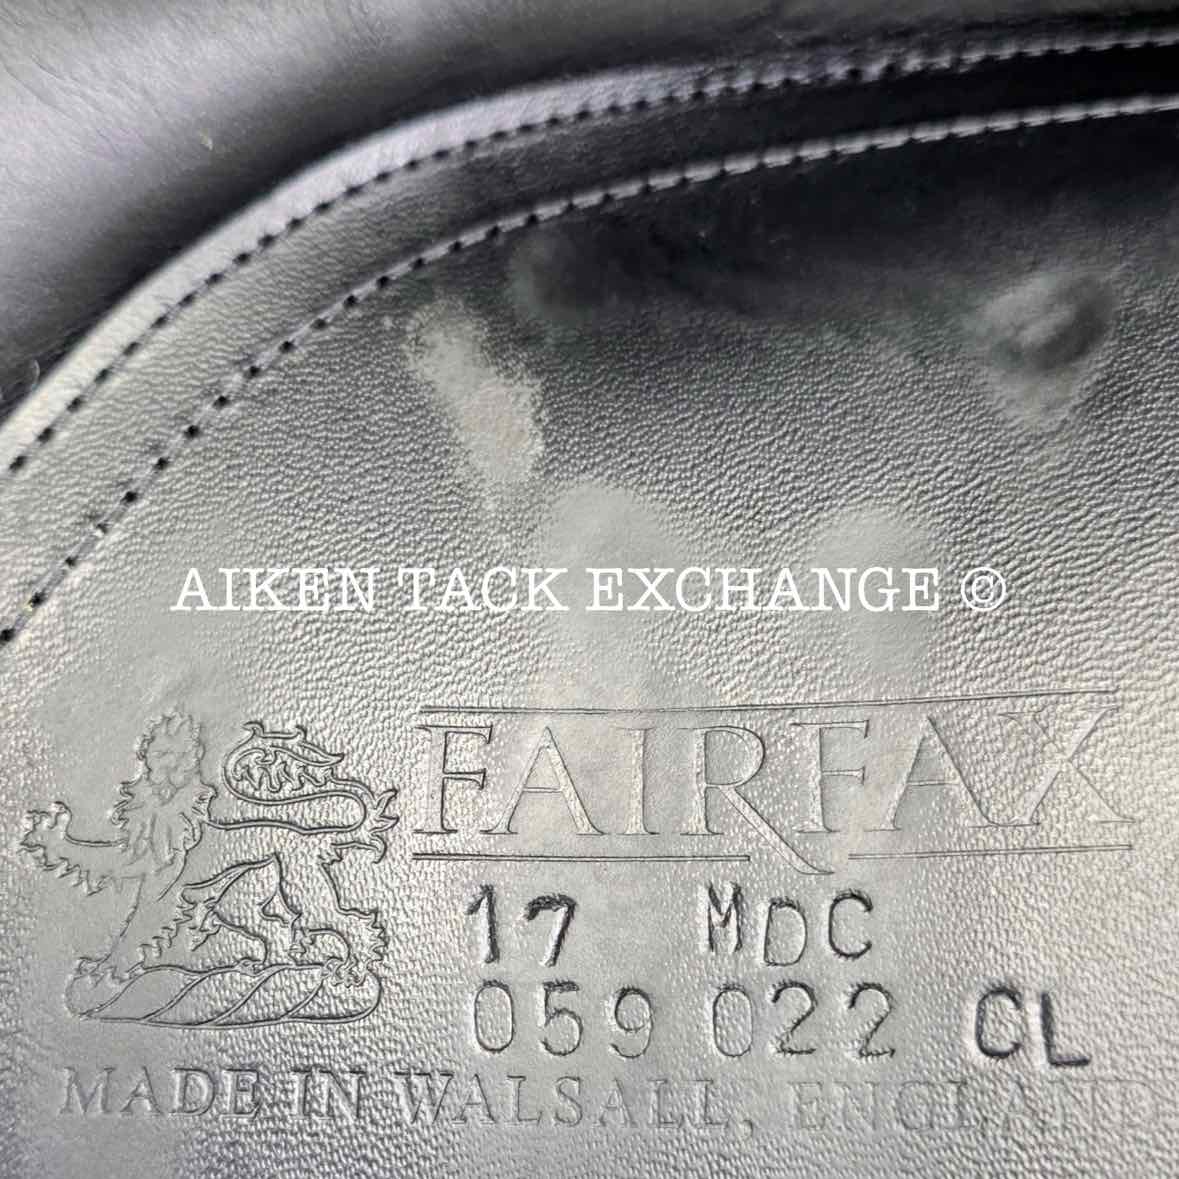 AIKEN TACK EXCHANGE ©
FAIRFAX
17 MDC
059 022 CL
MADE IN WALSALL, ENGLAND